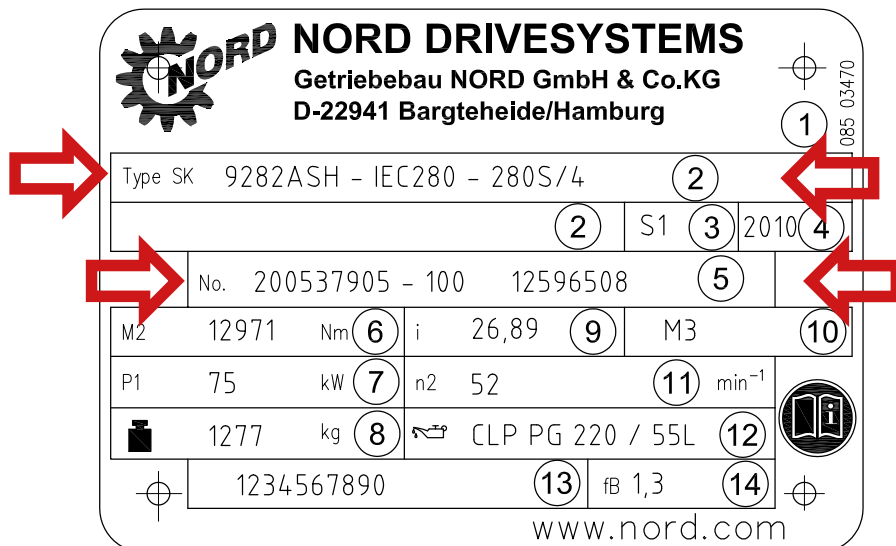 NORD
NORD DRIVESYSTEMS
Getriebebau NORD GmbH & Co.KG
D-22941 Bargteheide/Hamburg
1
085 03470
Type SK 9282ASH - IEC280 - 280S/4 2
2 S1 3 2010 4
No. 200537905 - 100 12596508 5
M2 12971 Nm 6 i 26,89 9 M3 10
P1 75 kW 7 n2 52 11 min⁻¹
1277 kg 8 CLP PG 220 / 55L 12
i
1234567890 13 fB 1,3 14
www.nord.com